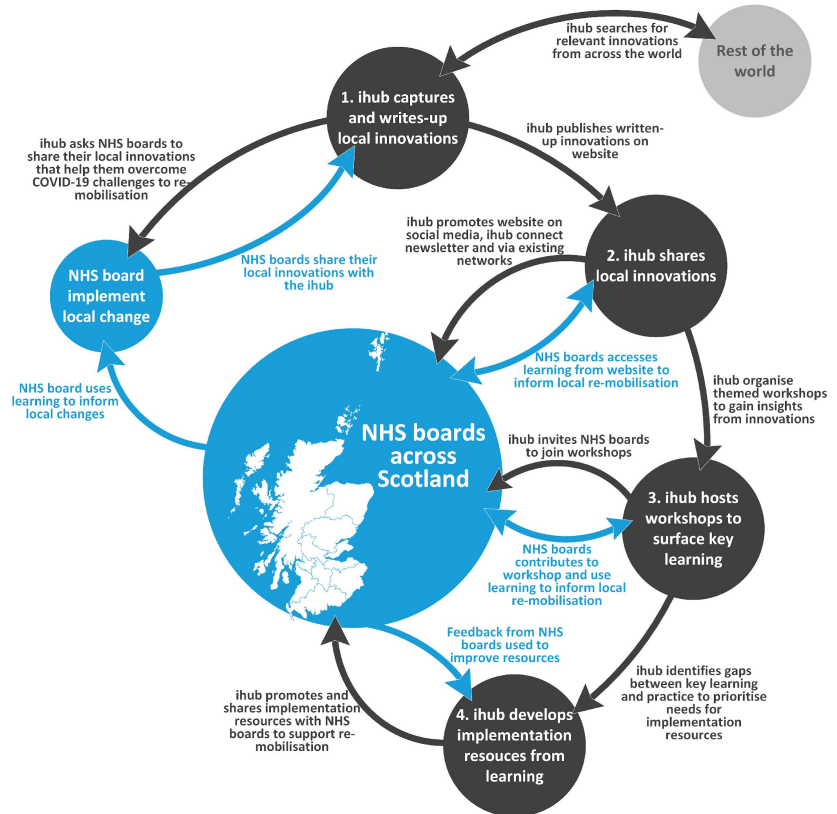 ihub searches for
relevant innovations
from across the world
Rest of the
world
1. ihub captures
and writes-up
local innovations
ihub asks NHS boards to
share their local innovations
that help them overcome
COVID-19 challenges to re-
mobilisation
ihub publishes written-
up innovations on
website
ihub promotes website on
social media, ihub connect
newsletter and via existing
networks
NHS boards share their
local innovations with
the ihub
2. ihub shares
local innovations
NHS board
implement
local change
NHS boards accesses
learning from website to
inform local re-mobilisation
NHS board uses
learning to inform
local changes
ihub organise
themed workshops
to gain insights
from innovations
NHS boards
across
Scotland
ihub invites NHS boards
to join workshops
3. ihub hosts
workshops to
surface key
learning
NHS boards
contributes to
workshop and use
learning to inform local
re-mobilisation
Feedback from NHS
boards used to
improve resources
ihub identifies gaps
between key learning
and practice to prioritise
needs for
implementation
resources
ihub promotes and
shares implementation
resources with NHS
boards to support re-
mobilisation
4. ihub develops
implementation
resouces from
learning